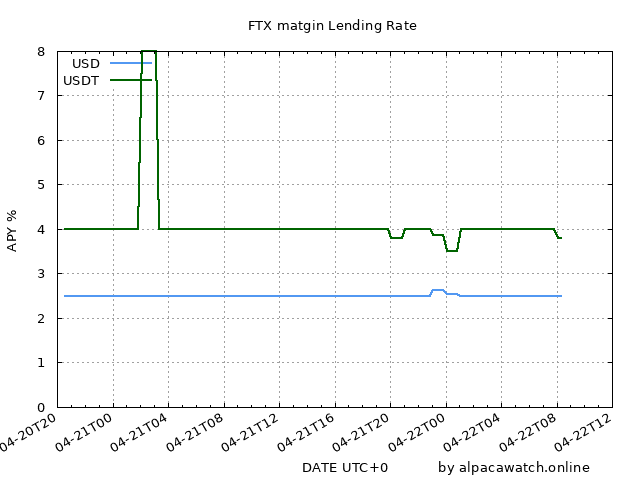 FTX matgin Lending Rate
USD
USDT
8
7
6
5
4
3
2
1
0
APY %
04-20T20
04-21T00
04-21T04
04-21T08
04-21T12
04-21T16
04-21T20
04-22T00
04-22T04
04-22T08
04-22T12
DATE UTC+0
by alpacawatch.online